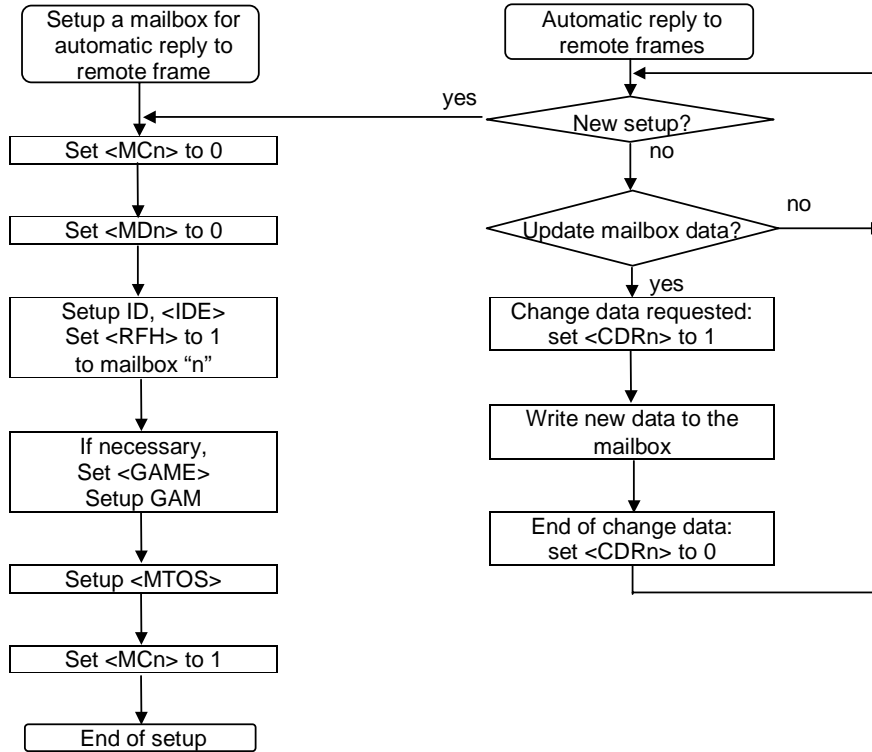 Setup a mailbox for
automatic reply to
remote frame
Set <MCn> to 0
Set <MDn> to 0
Setup ID, <IDE>
Set <RFH> to 1
to mailbox “n”
If necessary,
Set <GAME>
Setup GAM
Setup <MTOS>
Set <MCn> to 1
End of setup
Automatic reply to
remote frames
yes
New setup?
no
Update mailbox data?
no
yes
Change data requested:
set <CDRn> to 1
Write new data to the
mailbox
End of change data:
set <CDRn> to 0